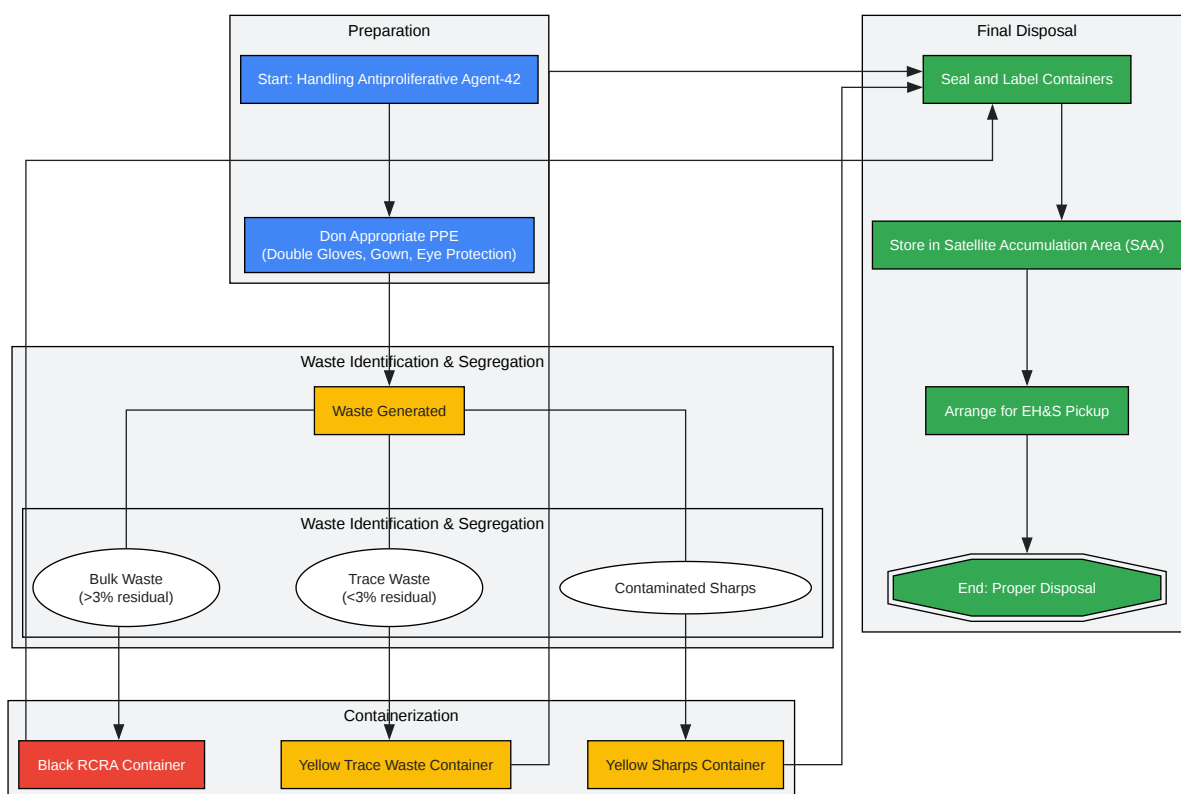 Preparation
Start: Handling Antiproliferative Agent-42
Don Appropriate PPE
(Double Gloves, Gown, Eye Protection)
Waste Identification & Segregation
Waste Generated
Waste Identification & Segregation
Bulk Waste
(>3% residual)
Trace Waste
(<3% residual)
Contaminated Sharps
Containerization
Black RCRA Container
Yellow Trace Waste Container
Yellow Sharps Container
Final Disposal
Seal and Label Containers
Store in Satellite Accumulation Area (SAA)
Arrange for EH&S Pickup
End: Proper Disposal